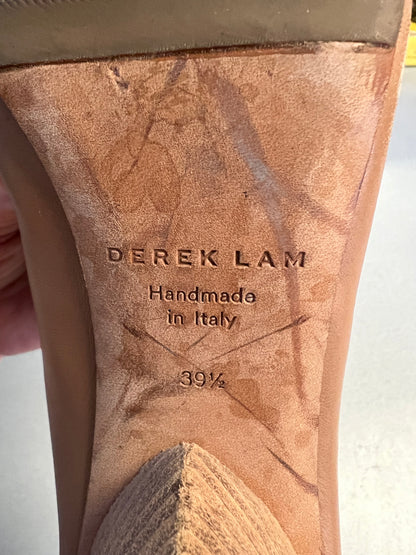 DEREK LAM
Handmade
in Italy
39½